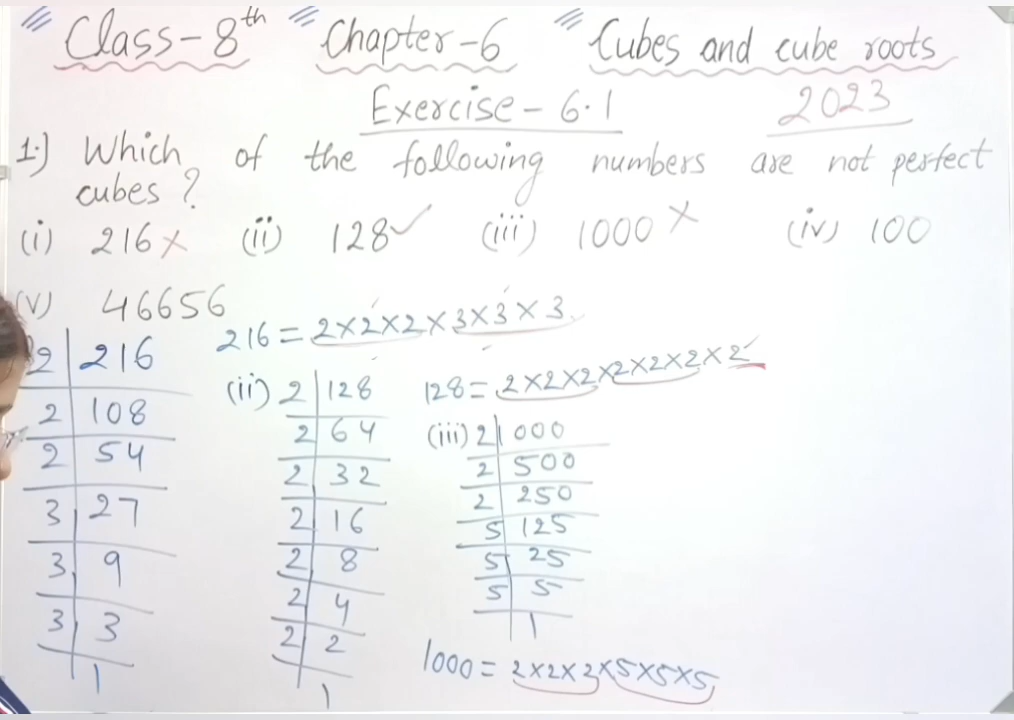 Class-8th Chapter-6 Cubes and cube roots
Exercise-6.1 2023
1.) Which of the following numbers are not perfect
cubes ?
(i) 216 × (ii) 128 ✓ (iii) 1000 × (iv) 100
(v) 46656
216 = 2×2×2×3×3×3
2 | 216
2 | 108
2 | 54
3 | 27
3 | 9
3 | 3
1
(ii) 2 | 128
2 | 64
2 | 32
2 | 16
2 | 8
2 | 4
2 | 2
1
128 = 2×2×2×2×2×2×2
(iii) 2 | 1000
2 | 500
2 | 250
5 | 125
5 | 25
5 | 5
1
1000 = 2×2×2×5×5×5